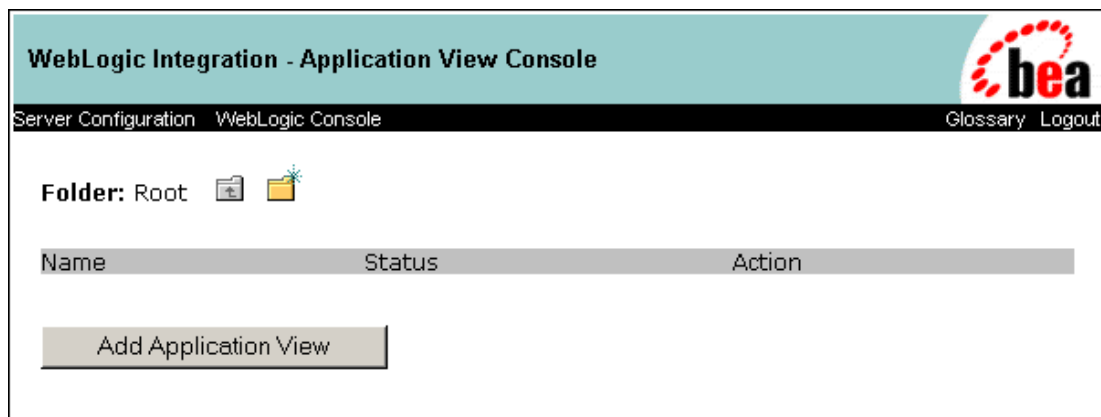 WebLogic Integration - Application View Console
bea
Server Configuration WebLogic Console Glossary Logout
Folder: Root
Name Status Action
Add Application View